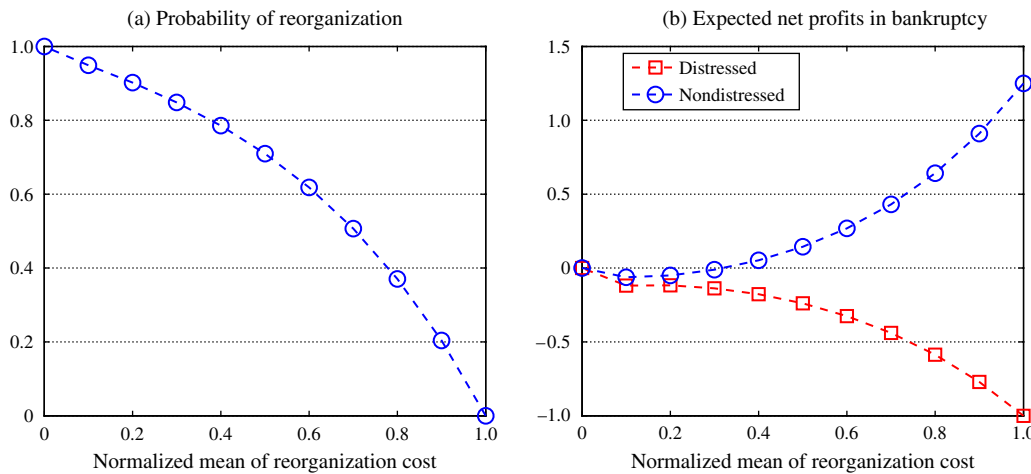 (a) Probability of reorganization
1.0
0.8
0.6
0.4
0.2
0
0 0.2 0.4 0.6 0.8 1.0
Normalized mean of reorganization cost
(b) Expected net profits in bankruptcy
Distressed
Nondistressed
1.5
1.0
0.5
0
−0.5
−1.0
0 0.2 0.4 0.6 0.8 1.0
Normalized mean of reorganization cost